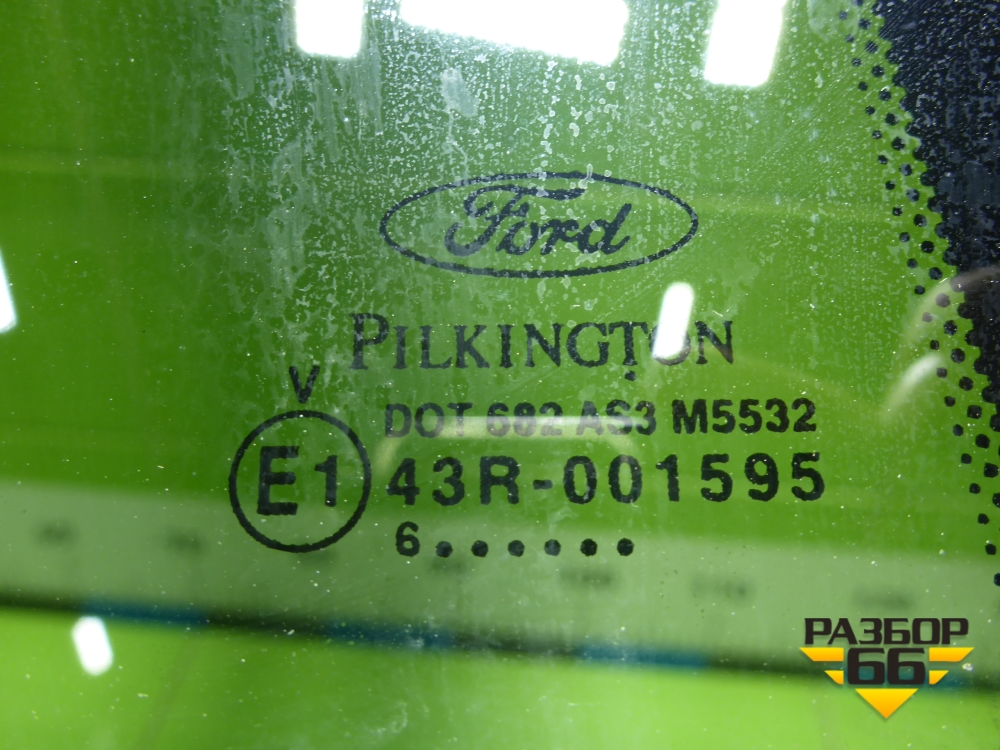 Ford
PILKINGTON
V
DOT 682 AS3 M5532
E1 43R-001595
6 ● ● ● ● ● ●
РАЗБОР
66